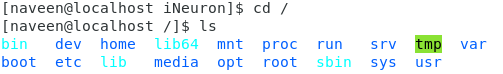 [naveen@localhost iNeuron]$ cd /
[naveen@localhost /]$ ls
bin   dev  home  lib64  mnt  proc  run   srv  tmp  var
boot  etc  lib   media  opt  root  sbin  sys  usr